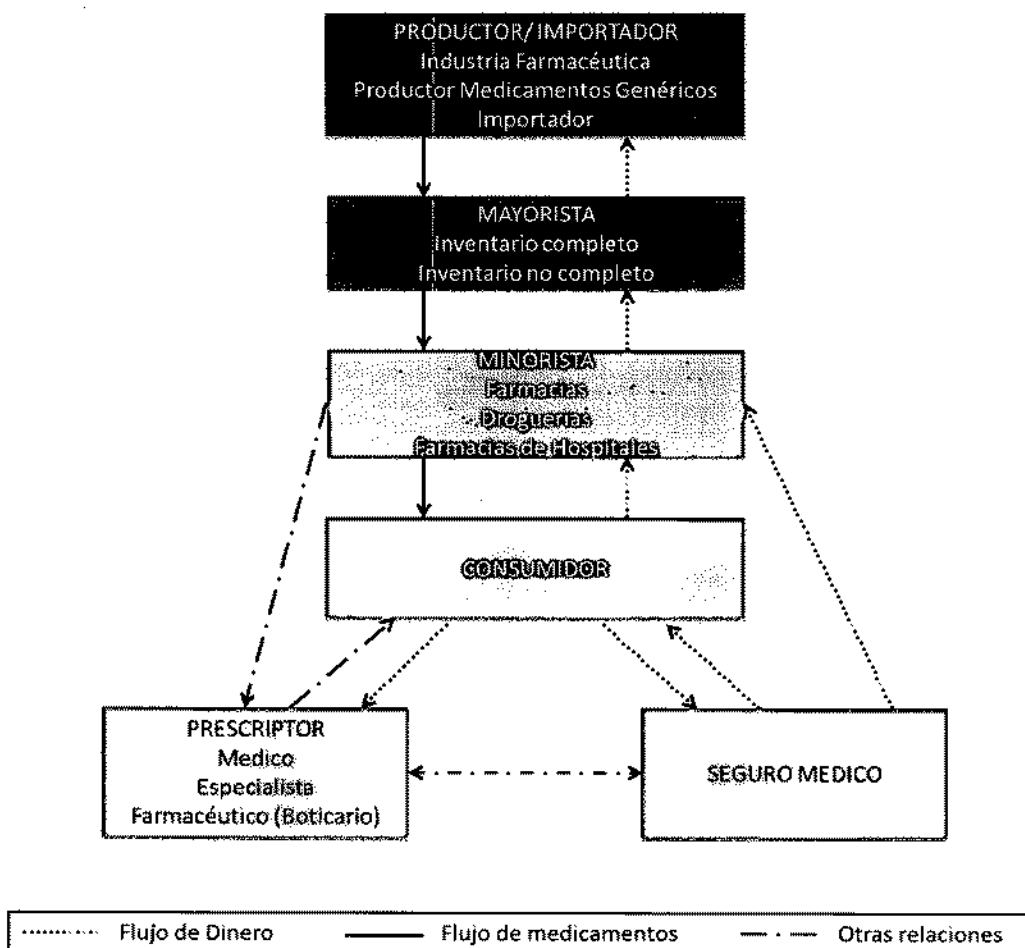 PRODUCTOR/ IMPORTADOR
Industria Farmacéutica
Productor Medicamentos Genéricos
Importador
MAYORISTA
Inventario completo
Inventario no completo
MINORISTA
Farmacias
Droguerias
Farmacias de Hospitales
CONSUMIDOR
PRESCRIPTOR
Medico
Especialista
Farmacéutico (Boticario)
SEGURO MEDICO
Flujo de Dinero
Flujo de medicamentos
Otras relaciones